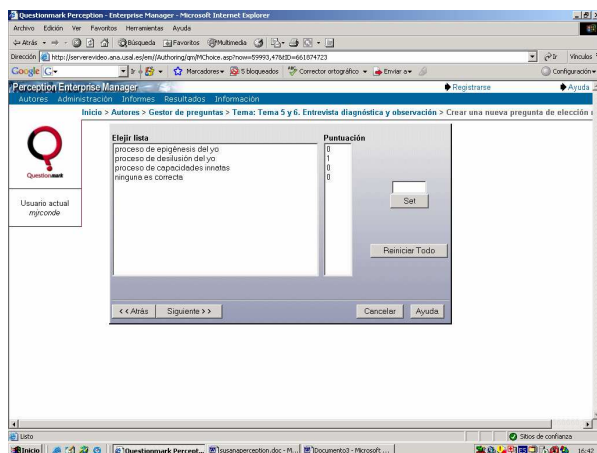 Questionmark Perception - Enterprise Manager - Microsoft Internet Explorer
Archivo Edición Ver Favoritos Herramientas Ayuda
Atrás Búsqueda Favoritos Multimedia
Dirección http://serverevideo.ana.usal.es/em//Authoring/qm/MChoice.asp?now=59993,478&ID=661874723 Ir Vínculos
Google G Ir Marcadores 5 bloqueados Corrector ortográfico Enviar a Configuración
Perception Enterprise Manager Registrarse Ayuda
Autores Administración Informes Resultados Información
Inicio > Autores > Gestor de preguntas > Tema: Tema 5 y 6. Entrevista diagnóstica y observación > Crear una nueva pregunta de elección
Questionmark
Usuario actual
mjrconde
Elejir lista Puntuación
proceso de epigénesis del yo 0
proceso de desilusión del yo 1
proceso de capacidades innatas 0
ninguna es correcta 0
Set
Reiniciar Todo
<< Atrás Siguiente >> Cancelar Ayuda
Listo Sitios de confianza
Inicio Questionmark Percept... susanaperception.doc - M... Documento3 - Microsoft ... ES 16:42